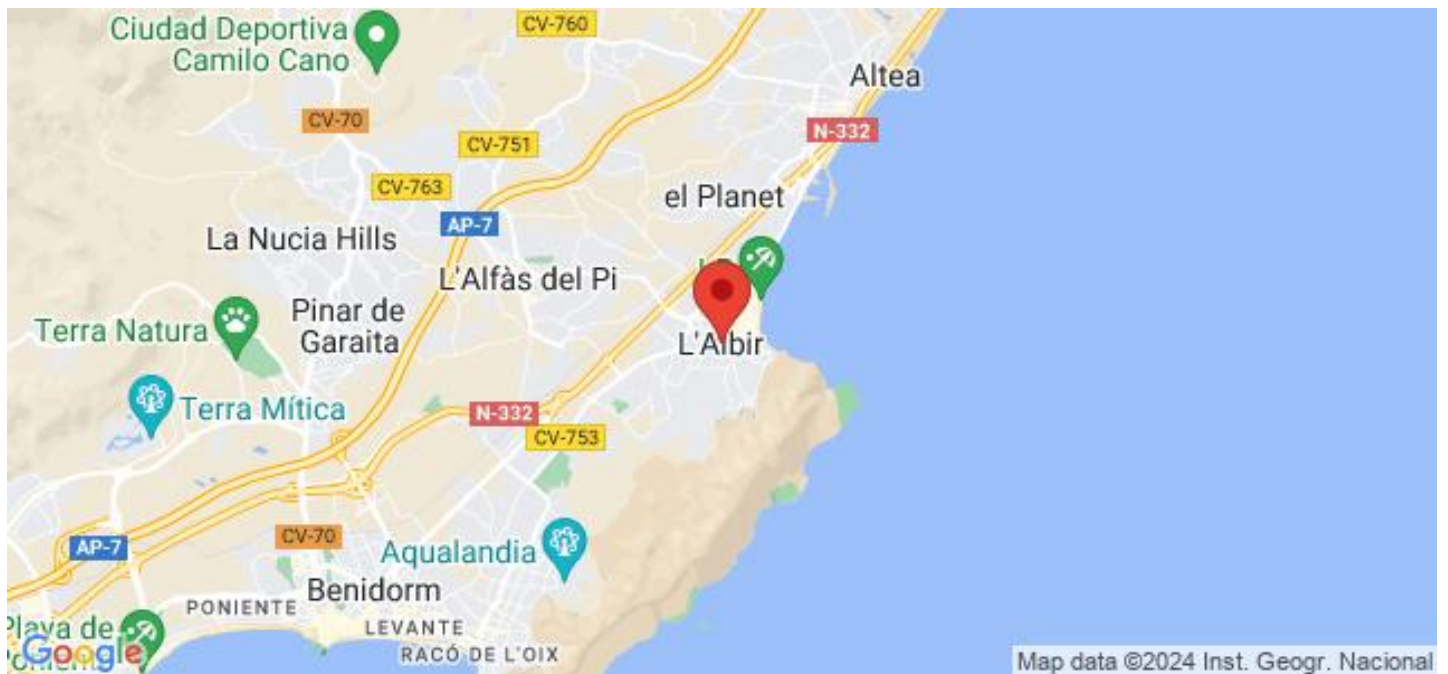 Ciudad Deportiva
Camilo Cano
CV-760
Altea
CV-70
N-332
CV-751
CV-763
el Planet
AP-7
La Nucia Hills
L'Alfàs del Pi
Pinar de
Garaita
Terra Natura
L'Albir
Terra Mítica
N-332
CV-753
CV-70
AP-7
Aqualandia
Benidorm
PONIENTE
LEVANTE
Playa de
RACÓ DE L'OIX
Google
Map data ©2024 Inst. Geogr. Nacional